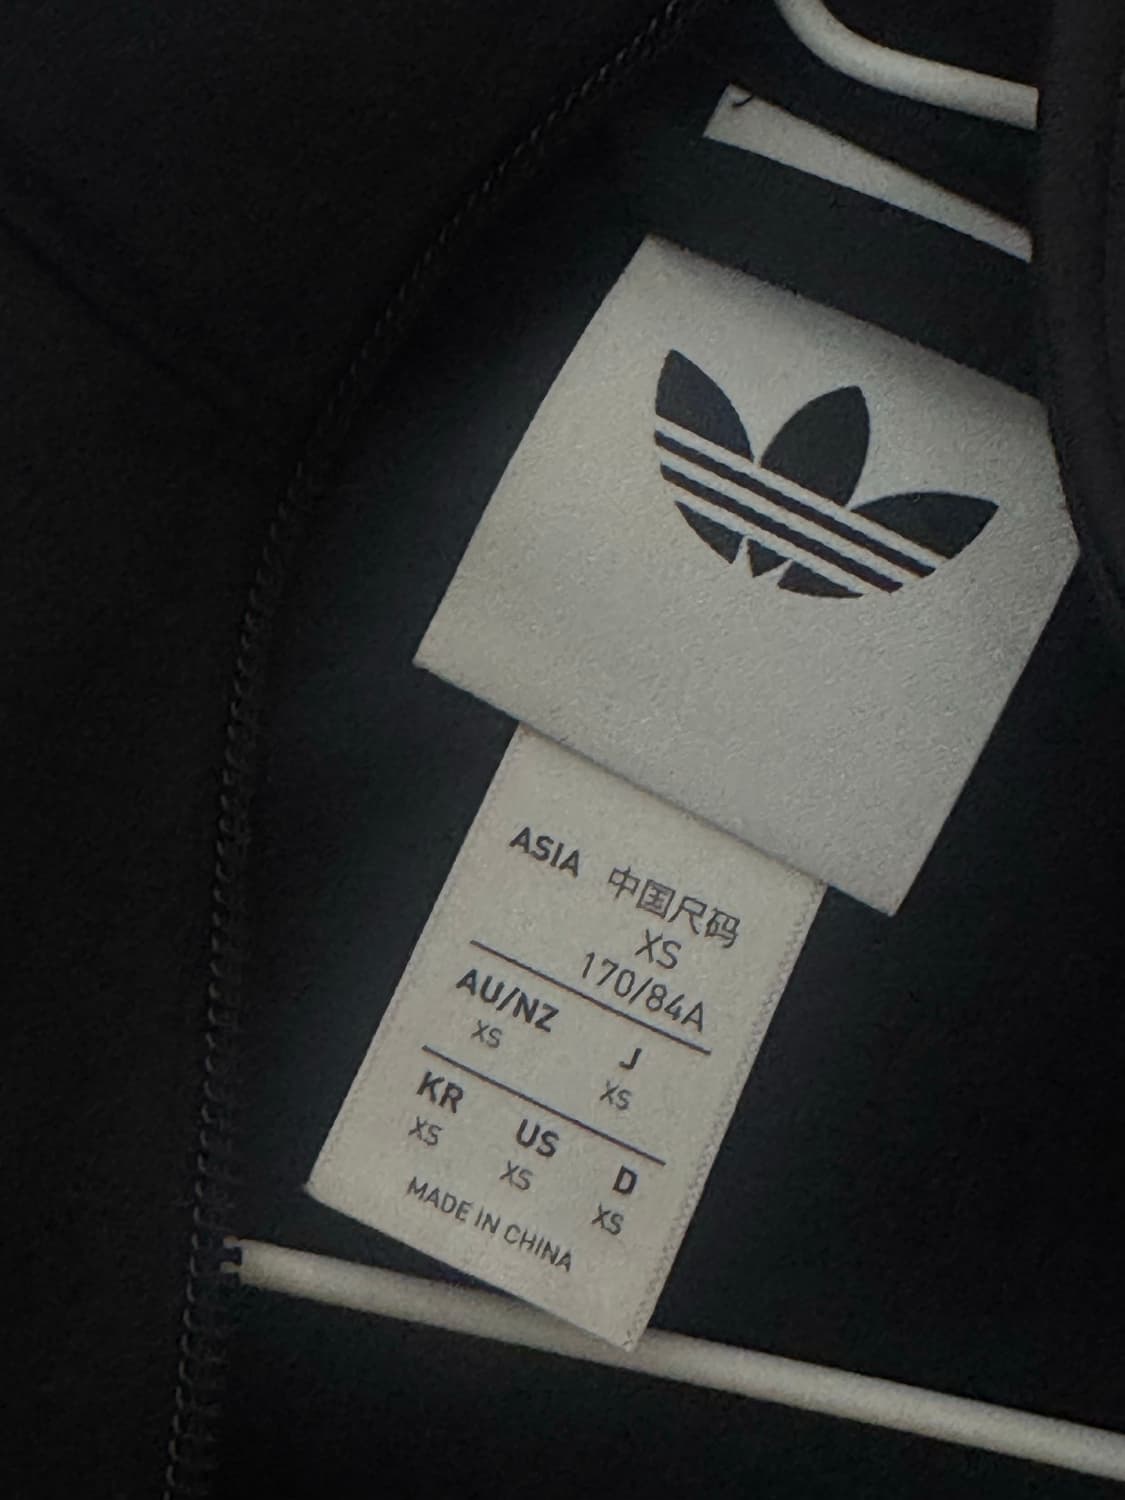 ASIA 中国尺码
XS
170/84A
AU/NZ J
XS XS
KR US D
XS XS XS
MADE IN CHINA